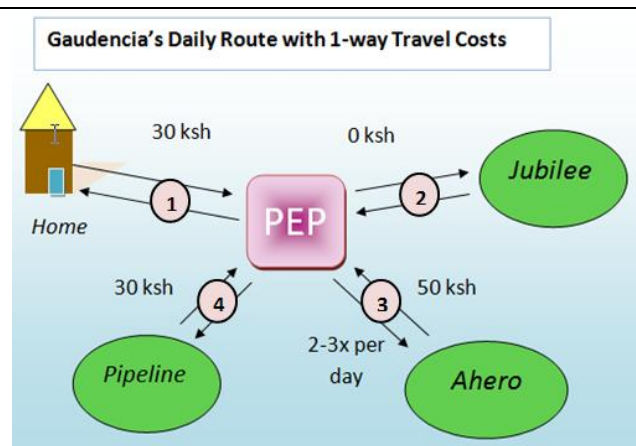 Gaudencia's Daily Route with 1-way Travel Costs
30 ksh
0 ksh
Jubilee
1
2
Home
PEP
30 ksh
4
3
50 ksh
2-3x per
day
Pipeline
Ahero